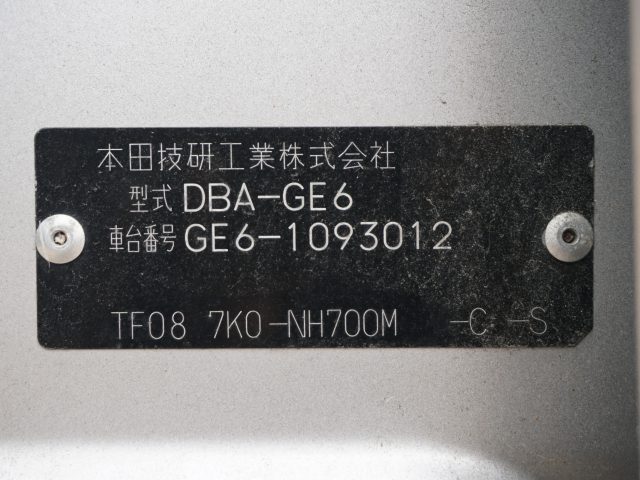 本田技研工業株式会社
型式 DBA-GE6
車台番号 GE6-1093012
TF08 7K0-NH700M -C -S